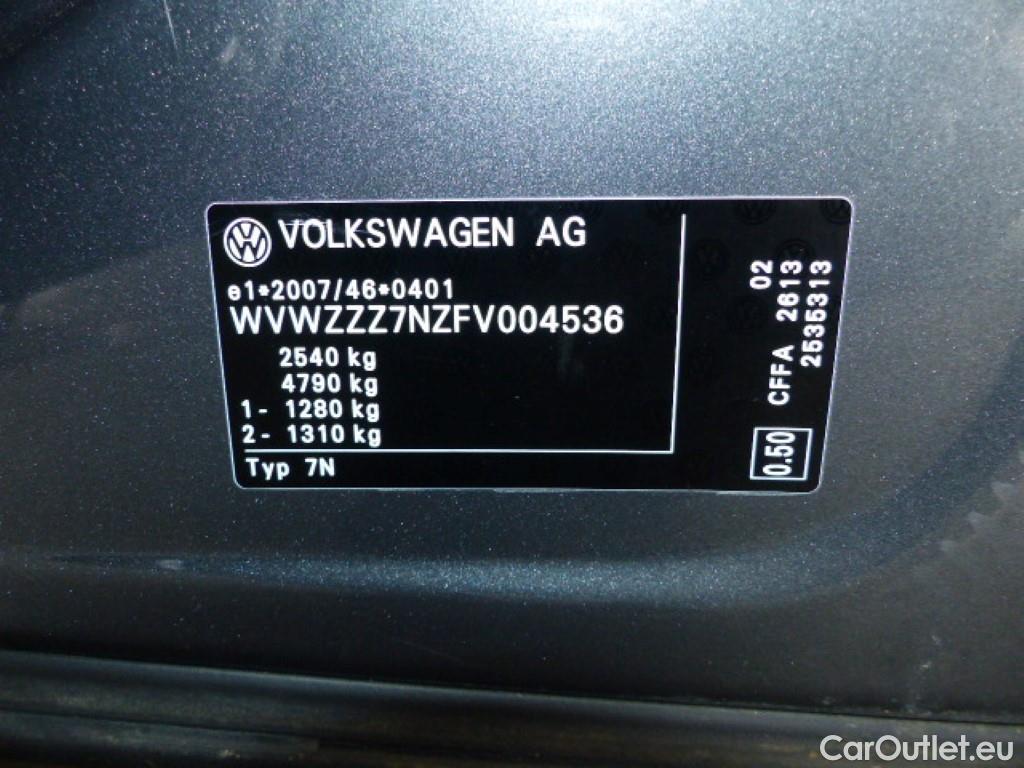 VOLKSWAGEN AG
e1*2007/46*0401
WVWZZZ7NZFV004536
2540 kg
4790 kg
1- 1280 kg
2- 1310 kg
Typ 7N
02
CFFA 2613
2535313
0.50
CarOutlet.eu